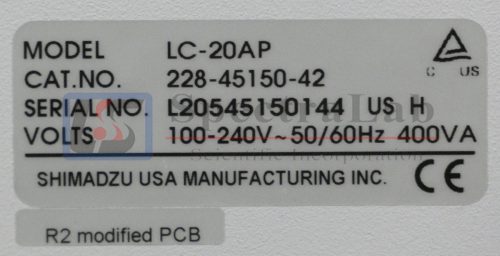 MODEL LC-20AP
CAT.NO. 228-45150-42
C US
SERIAL NO. L20545150144 US H
VOLTS 100-240V~50/60Hz 400VA
SpectraLab
Scientific Incorporation
SHIMADZU USA MANUFACTURING INC. CE
R2 modified PCB